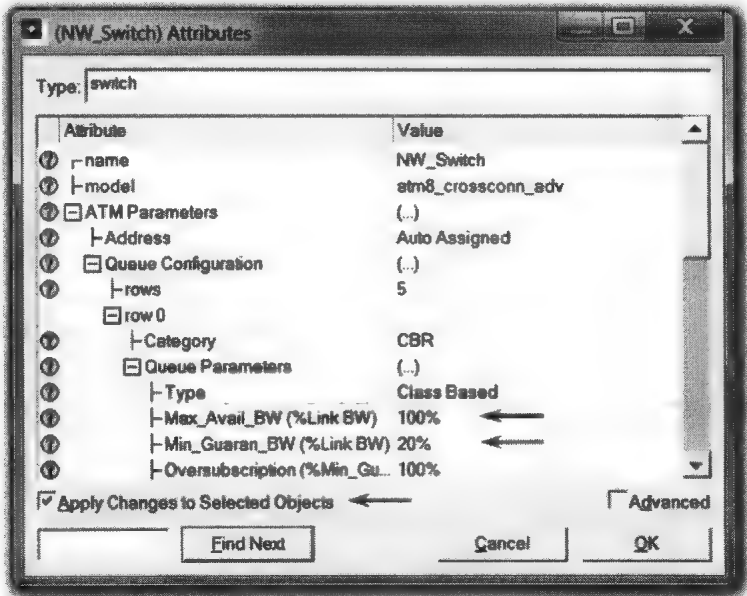 (NW_Switch) Attributes
Type: switch
Attribute Value
name NW_Switch
model atm8_crossconn_adv
ATM Parameters (...)
Address Auto Assigned
Queue Configuration (...)
rows 5
row 0
Category CBR
Queue Parameters (...)
Type Class Based
Max_Avail_BW (%Link BW) 100%
Min_Guaran_BW (%Link BW) 20%
Oversubscription (%Min_Gu... 100%
Apply Changes to Selected Objects Advanced
Find Next Cancel OK